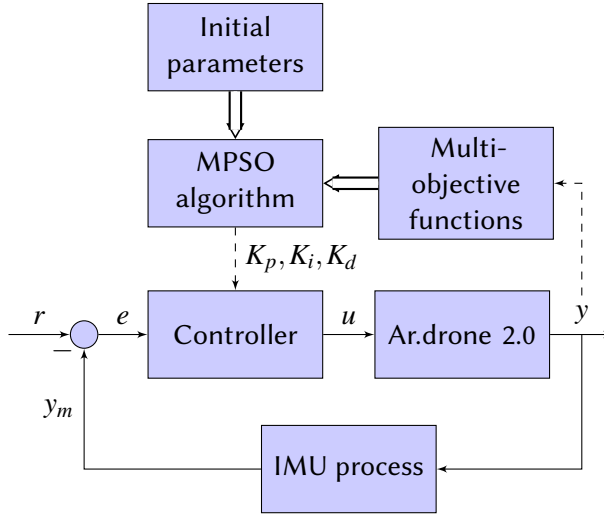 Initial
parameters
MPSO
algorithm
Multi-
objective
functions
K_p, K_i, K_d
r
e
Controller
u
Ar.drone 2.0
y
−
y_m
IMU process